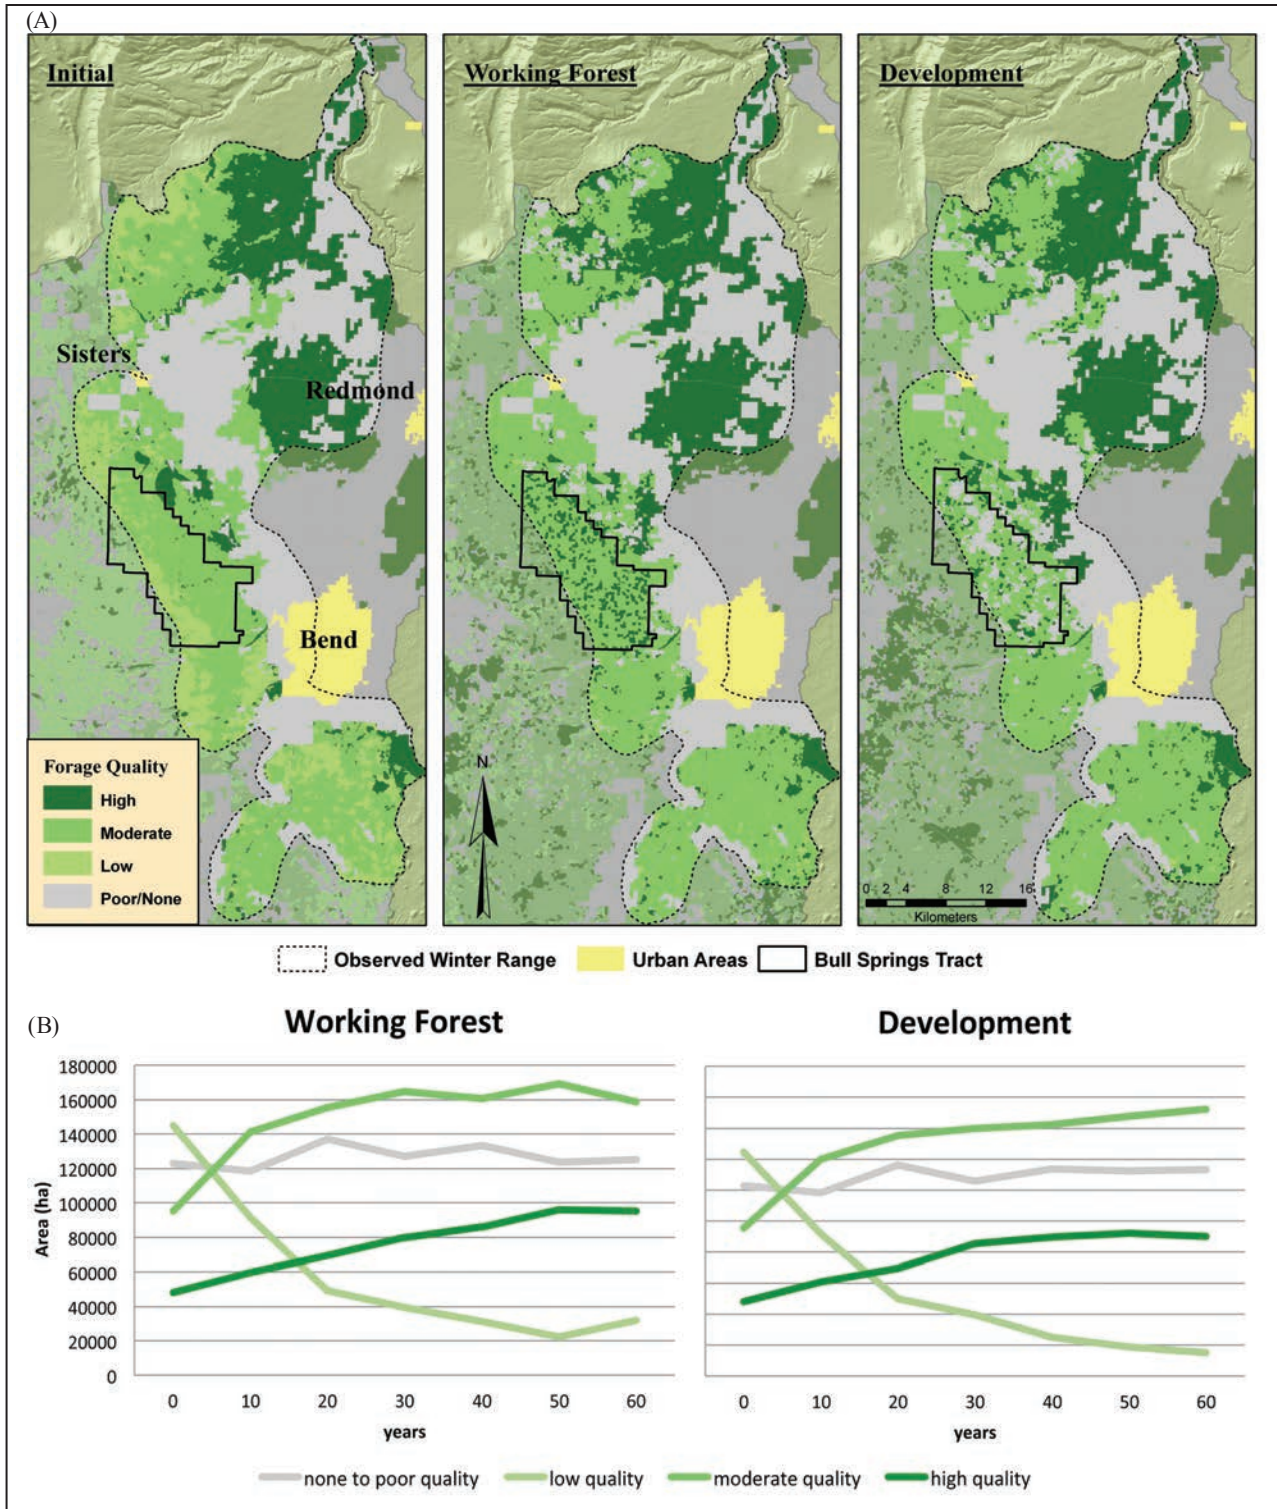 (A)
Initial
Working Forest
Development
Sisters
Redmond
Bend
Forage Quality
High
Moderate
Low
Poor/None
N
0 2 4 8 12 16
Kilometers
Observed Winter Range Urban Areas Bull Springs Tract
(B)
Working Forest
Development
180000
160000
140000
120000
100000
80000
60000
40000
20000
0
Area (ha)
0 10 20 30 40 50 60
years
0 10 20 30 40 50 60
years
none to poor quality low quality moderate quality high quality